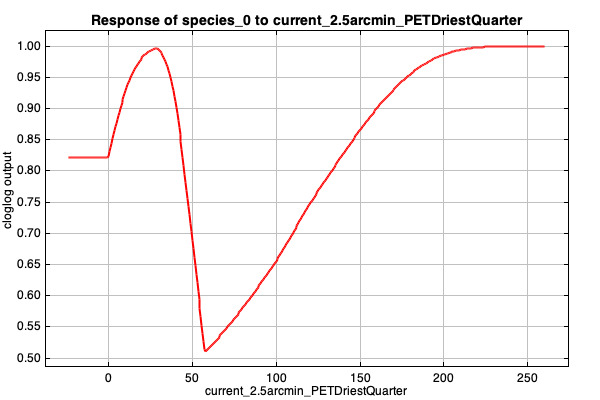 Response of species_0 to current_2.5arcmin_PETDriestQuarter
1.00
0.95
0.90
0.85
0.80
0.75
0.70
0.65
0.60
0.55
0.50
cloglog output
0 50 100 150 200 250
current_2.5arcmin_PETDriestQuarter